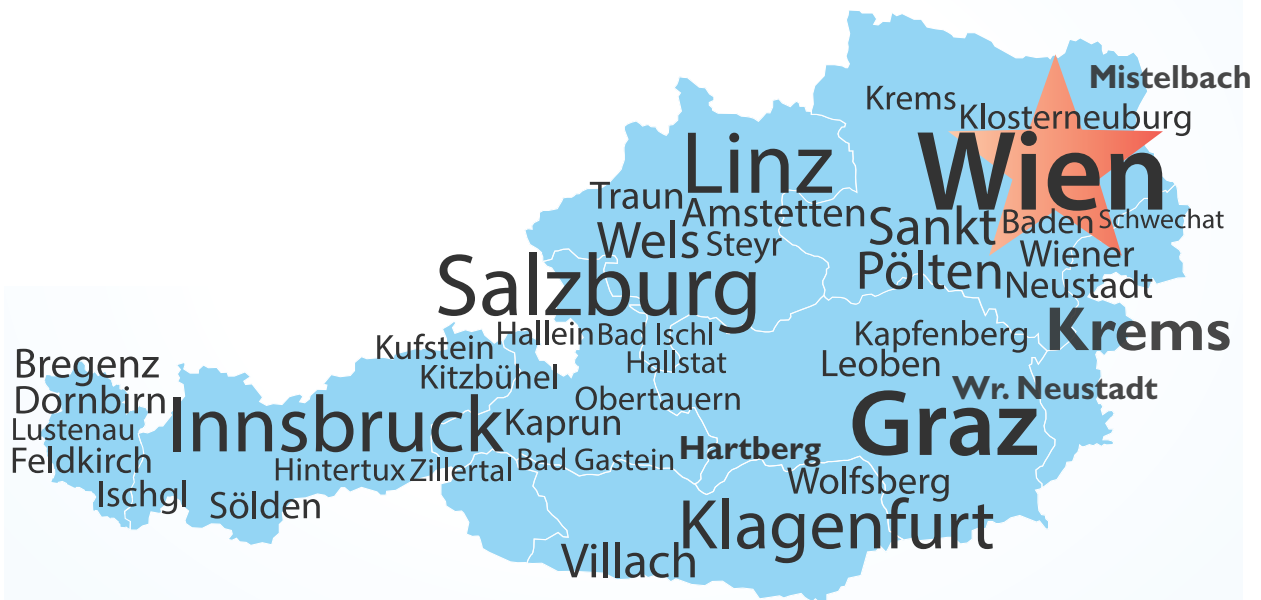 Mistelbach
Krems
Klosterneuburg
Wien
Linz
Traun
Amstetten
Sankt
Pölten
Baden
Schwechat
Wels
Steyr
Wiener
Neustadt
Salzburg
Hallein
Bad Ischl
Kapfenberg
Krems
Kufstein
Hallstat
Leoben
Bregenz
Kitzbühel
Wr. Neustadt
Dornbirn
Obertauern
Innsbruck
Kaprun
Graz
Lustenau
Hartberg
Feldkirch
Hintertux
Zillertal
Bad Gastein
Wolfsberg
Ischgl
Sölden
Klagenfurt
Villach